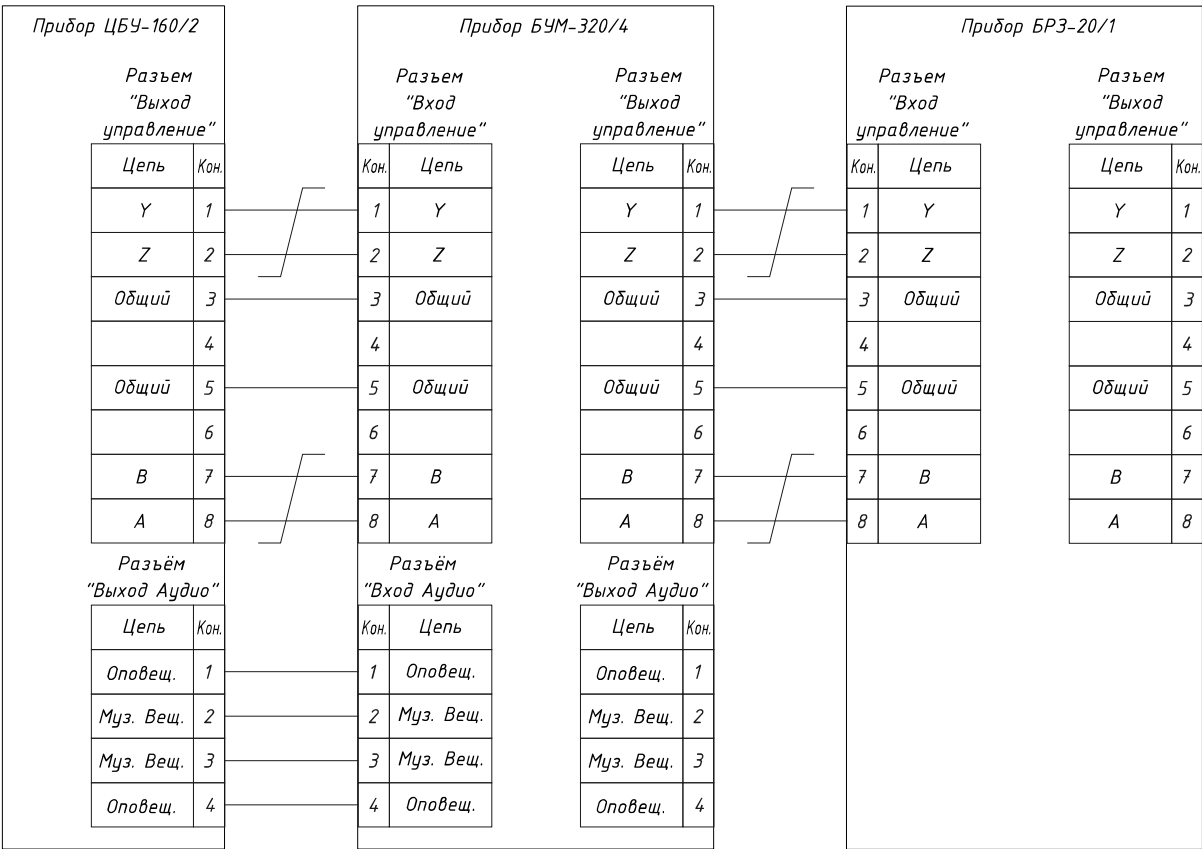 Прибор ЦБУ-160/2
Прибор БУМ-320/4
Прибор БРЗ-20/1
Разъем
"Выход
управление"
Цепь Кон.
Y 1
Z 2
Общий 3
4
Общий 5
6
B 7
A 8
Разъём
"Выход Аудио"
Цепь Кон.
Оповещ. 1
Муз. Вещ. 2
Муз. Вещ. 3
Оповещ. 4
Разъем
"Вход
управление"
Кон. Цепь
1 Y
2 Z
3 Общий
4
5 Общий
6
7 B
8 A
Разъём
"Вход Аудио"
Кон. Цепь
1 Оповещ.
2 Муз. Вещ.
3 Муз. Вещ.
4 Оповещ.
Разъем
"Выход
управление"
Цепь Кон.
Y 1
Z 2
Общий 3
4
Общий 5
6
B 7
A 8
Разъём
"Выход Аудио"
Цепь Кон.
Оповещ. 1
Муз. Вещ. 2
Муз. Вещ. 3
Оповещ. 4
Разъем
"Вход
управление"
Кон. Цепь
1 Y
2 Z
3 Общий
4
5 Общий
6
7 B
8 A
Разъем
"Выход
управление"
Цепь Кон.
Y 1
Z 2
Общий 3
4
Общий 5
6
B 7
A 8